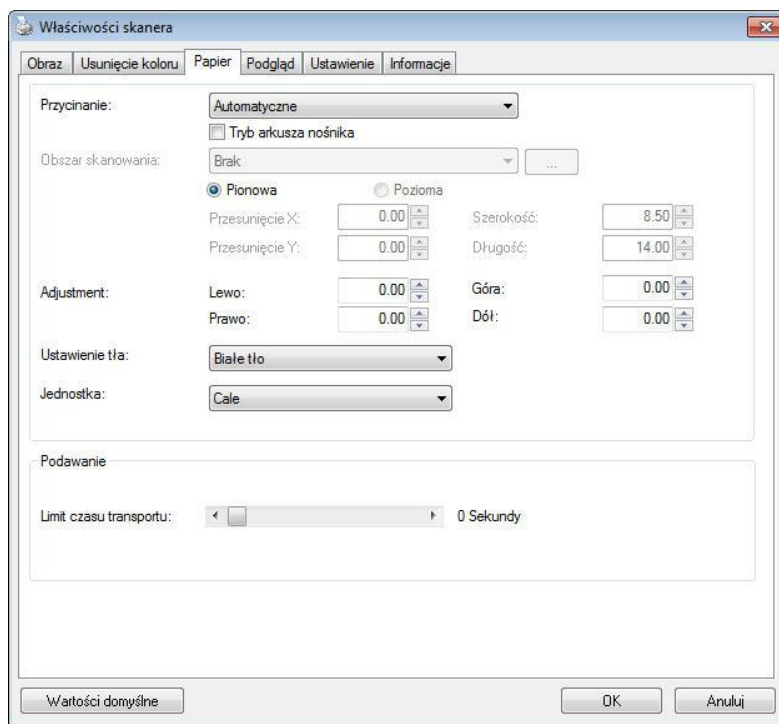 Właściwości skanera
Obraz Usunięcie koloru Papier Podgląd Ustawienie Informacje
Przycinanie: Automatyczne
Tryb arkusza nośnika
Obszar skanowania: Brak ...
Pionowa Pozioma
Przesunięcie X: 0.00 Szerokość: 8.50
Przesunięcie Y: 0.00 Długość: 14.00
Adjustment: Lewo: 0.00 Góra: 0.00
Prawo: 0.00 Dół: 0.00
Ustawienie tła: Białe tło
Jednostka: Cale
Podawanie
Limit czasu transportu: 0 Sekundy
Wartości domyślne OK Anuluj